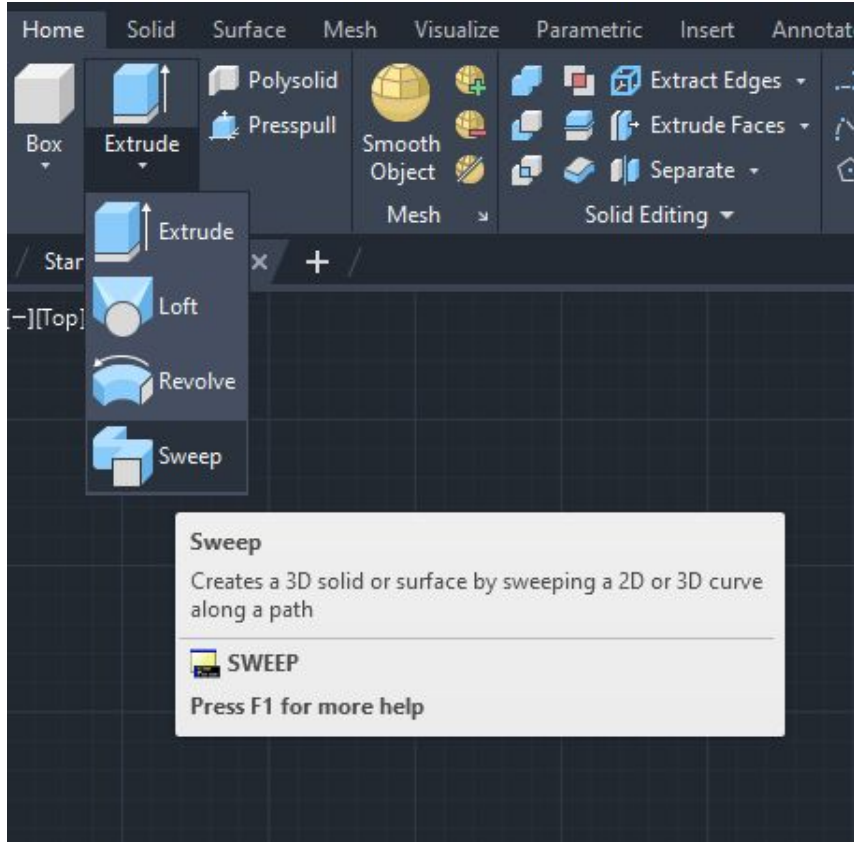 Home Solid Surface Mesh Visualize Parametric Insert Annotat
Polysolid
Extract Edges
Presspull
Extrude Faces
Box
Extrude
Smooth
Object
Separate
Mesh
Solid Editing
Extrude
Star
[−][Top]
Loft
Revolve
Sweep
Sweep
Creates a 3D solid or surface by sweeping a 2D or 3D curve
along a path
SWEEP
Press F1 for more help